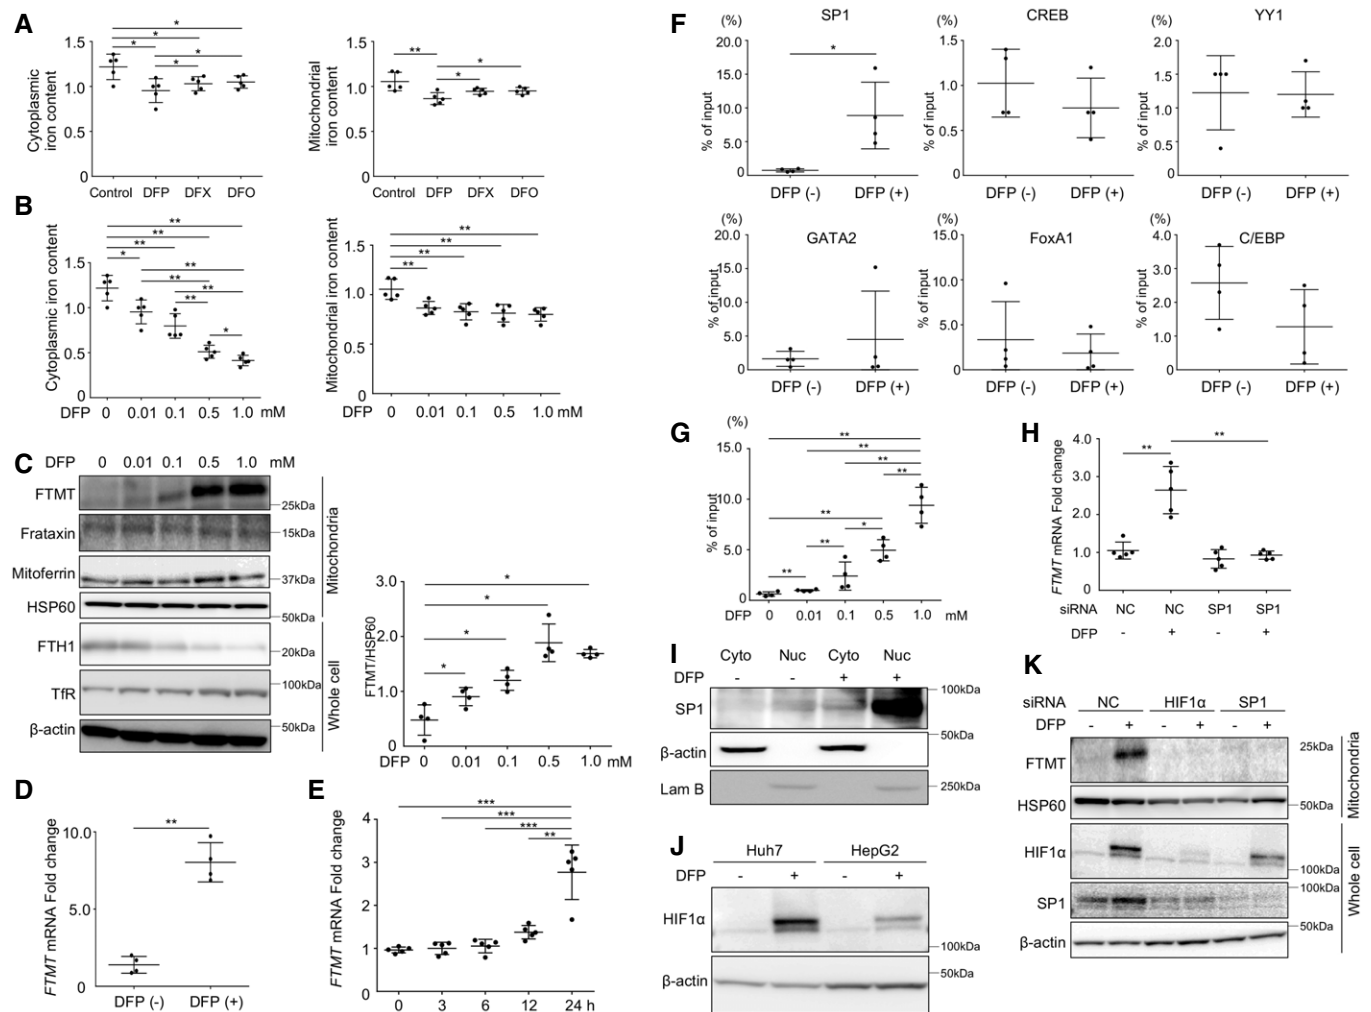 A
Cytoplasmic iron content
1.5
1.0
0.5
0
Control DFP DFX DFO
* * * * *
Mitochondrial iron content
1.5
1.0
0.5
0
Control DFP DFX DFO
** * *
B
Cytoplasmic iron content
1.5
1.0
0.5
0
DFP 0 0.01 0.1 0.5 1.0 mM
** ** ** * ** ** ** ** *
Mitochondrial iron content
1.5
1.0
0.5
0
DFP 0 0.01 0.1 0.5 1.0 mM
** ** ** **
C
DFP 0 0.01 0.1 0.5 1.0 mM
FTMT 25kDa
Frataxin 15kDa
Mitoferrin 37kDa
HSP60 50kDa
Mitochondria
FTH1 20kDa
TfR 100kDa
β-actin 50kDa
Whole cell
FTMT/HSP60
3.0
2.0
1.0
0
DFP 0 0.01 0.1 0.5 1.0 mM
* * * *
D
FTMT mRNA Fold change
10.0
5.0
0
DFP (-) DFP (+)
**
E
FTMT mRNA Fold change
4
3
2
1
0
0 3 6 12 24 h
*** *** *** **
F
(%)
SP1
% of input
20.0
15.0
10.0
5.0
0
DFP (-) DFP (+)
*
(%)
CREB
% of input
1.5
1.0
0.5
0
DFP (-) DFP (+)
(%)
YY1
% of input
2.0
1.5
1.0
0.5
0
DFP (-) DFP (+)
(%)
GATA2
% of input
20.0
15.0
10.0
5.0
0
DFP (-) DFP (+)
(%)
FoxA1
% of input
15.0
10.0
5.0
0
DFP (-) DFP (+)
(%)
C/EBP
% of input
4.0
3.0
2.0
1.0
0
DFP (-) DFP (+)
G
(%)
% of input
15.0
10.0
5.0
0
DFP 0 0.01 0.1 0.5 1.0 mM
** ** ** ** ** * ** **
H
FTMT mRNA Fold change
4.0
3.0
2.0
1.0
0
** **
siRNA NC NC SP1 SP1
DFP - + - +
I
Cyto Nuc Cyto Nuc
DFP - - + +
SP1 100kDa
β-actin 50kDa
Lam B 250kDa
J
Huh7 HepG2
DFP - + - +
HIF1α 100kDa
β-actin 50kDa
K
siRNA NC HIF1α SP1
DFP - + - + - +
FTMT 25kDa
HSP60 50kDa
Mitochondria
HIF1α 100kDa
SP1 100kDa
β-actin 50kDa
Whole cell